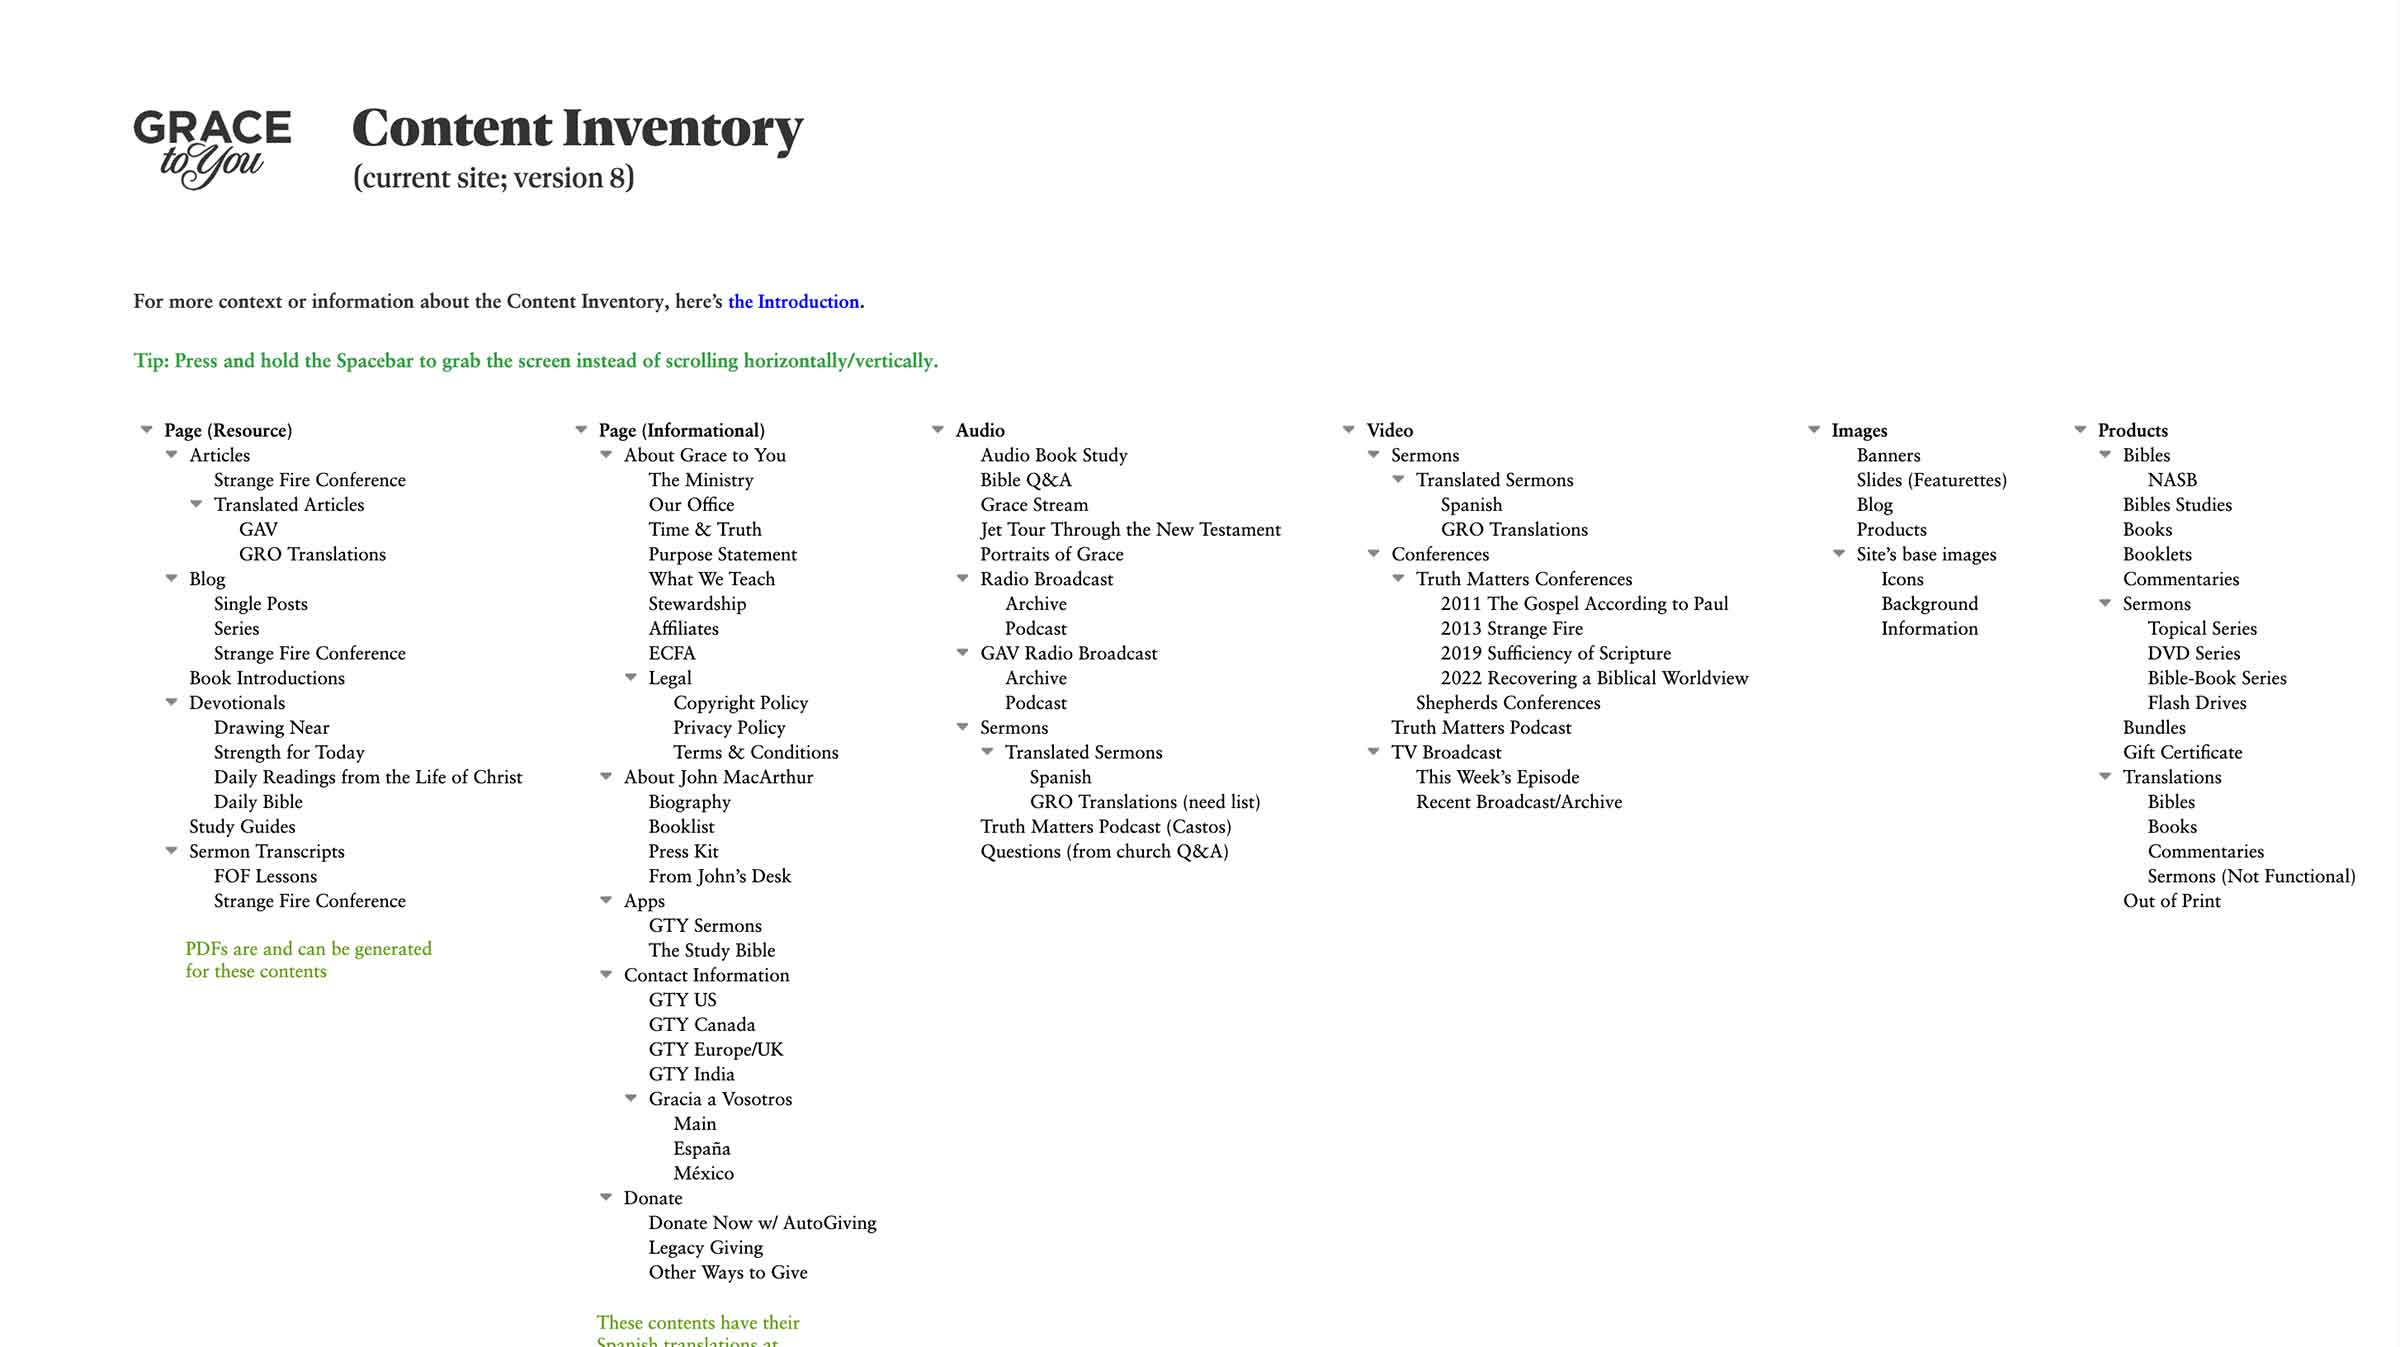 GRACE
to You
Content Inventory
(current site; version 8)
For more context or information about the Content Inventory, here’s the Introduction.
Tip: Press and hold the Spacebar to grab the screen instead of scrolling horizontally/vertically.
Page (Resource)
Articles
Strange Fire Conference
Translated Articles
GAV
GRO Translations
Blog
Single Posts
Series
Strange Fire Conference
Book Introductions
Devotionals
Drawing Near
Strength for Today
Daily Readings from the Life of Christ
Daily Bible
Study Guides
Sermon Transcripts
FOF Lessons
Strange Fire Conference
PDFs are and can be generated
for these contents
Page (Informational)
About Grace to You
The Ministry
Our Office
Time & Truth
Purpose Statement
What We Teach
Stewardship
Affiliates
ECFA
Legal
Copyright Policy
Privacy Policy
Terms & Conditions
About John MacArthur
Biography
Booklist
Press Kit
From John’s Desk
Apps
GTY Sermons
The Study Bible
Contact Information
GTY US
GTY Canada
GTY Europe/UK
GTY India
Gracia a Vosotros
Main
España
México
Donate
Donate Now w/ AutoGiving
Legacy Giving
Other Ways to Give
These contents have their
Spanish translations at
Audio
Audio Book Study
Bible Q&A
Grace Stream
Jet Tour Through the New Testament
Portraits of Grace
Radio Broadcast
Archive
Podcast
GAV Radio Broadcast
Archive
Podcast
Sermons
Translated Sermons
Spanish
GRO Translations (need list)
Truth Matters Podcast (Castos)
Questions (from church Q&A)
Video
Sermons
Translated Sermons
Spanish
GRO Translations
Conferences
Truth Matters Conferences
2011 The Gospel According to Paul
2013 Strange Fire
2019 Sufficiency of Scripture
2022 Recovering a Biblical Worldview
Shepherds Conferences
Truth Matters Podcast
TV Broadcast
This Week’s Episode
Recent Broadcast/Archive
Images
Banners
Slides (Featurettes)
Blog
Products
Site’s base images
Icons
Background
Information
Products
Bibles
NASB
Bibles Studies
Books
Booklets
Commentaries
Sermons
Topical Series
DVD Series
Bible-Book Series
Flash Drives
Bundles
Gift Certificate
Translations
Bibles
Books
Commentaries
Sermons (Not Functional)
Out of Print